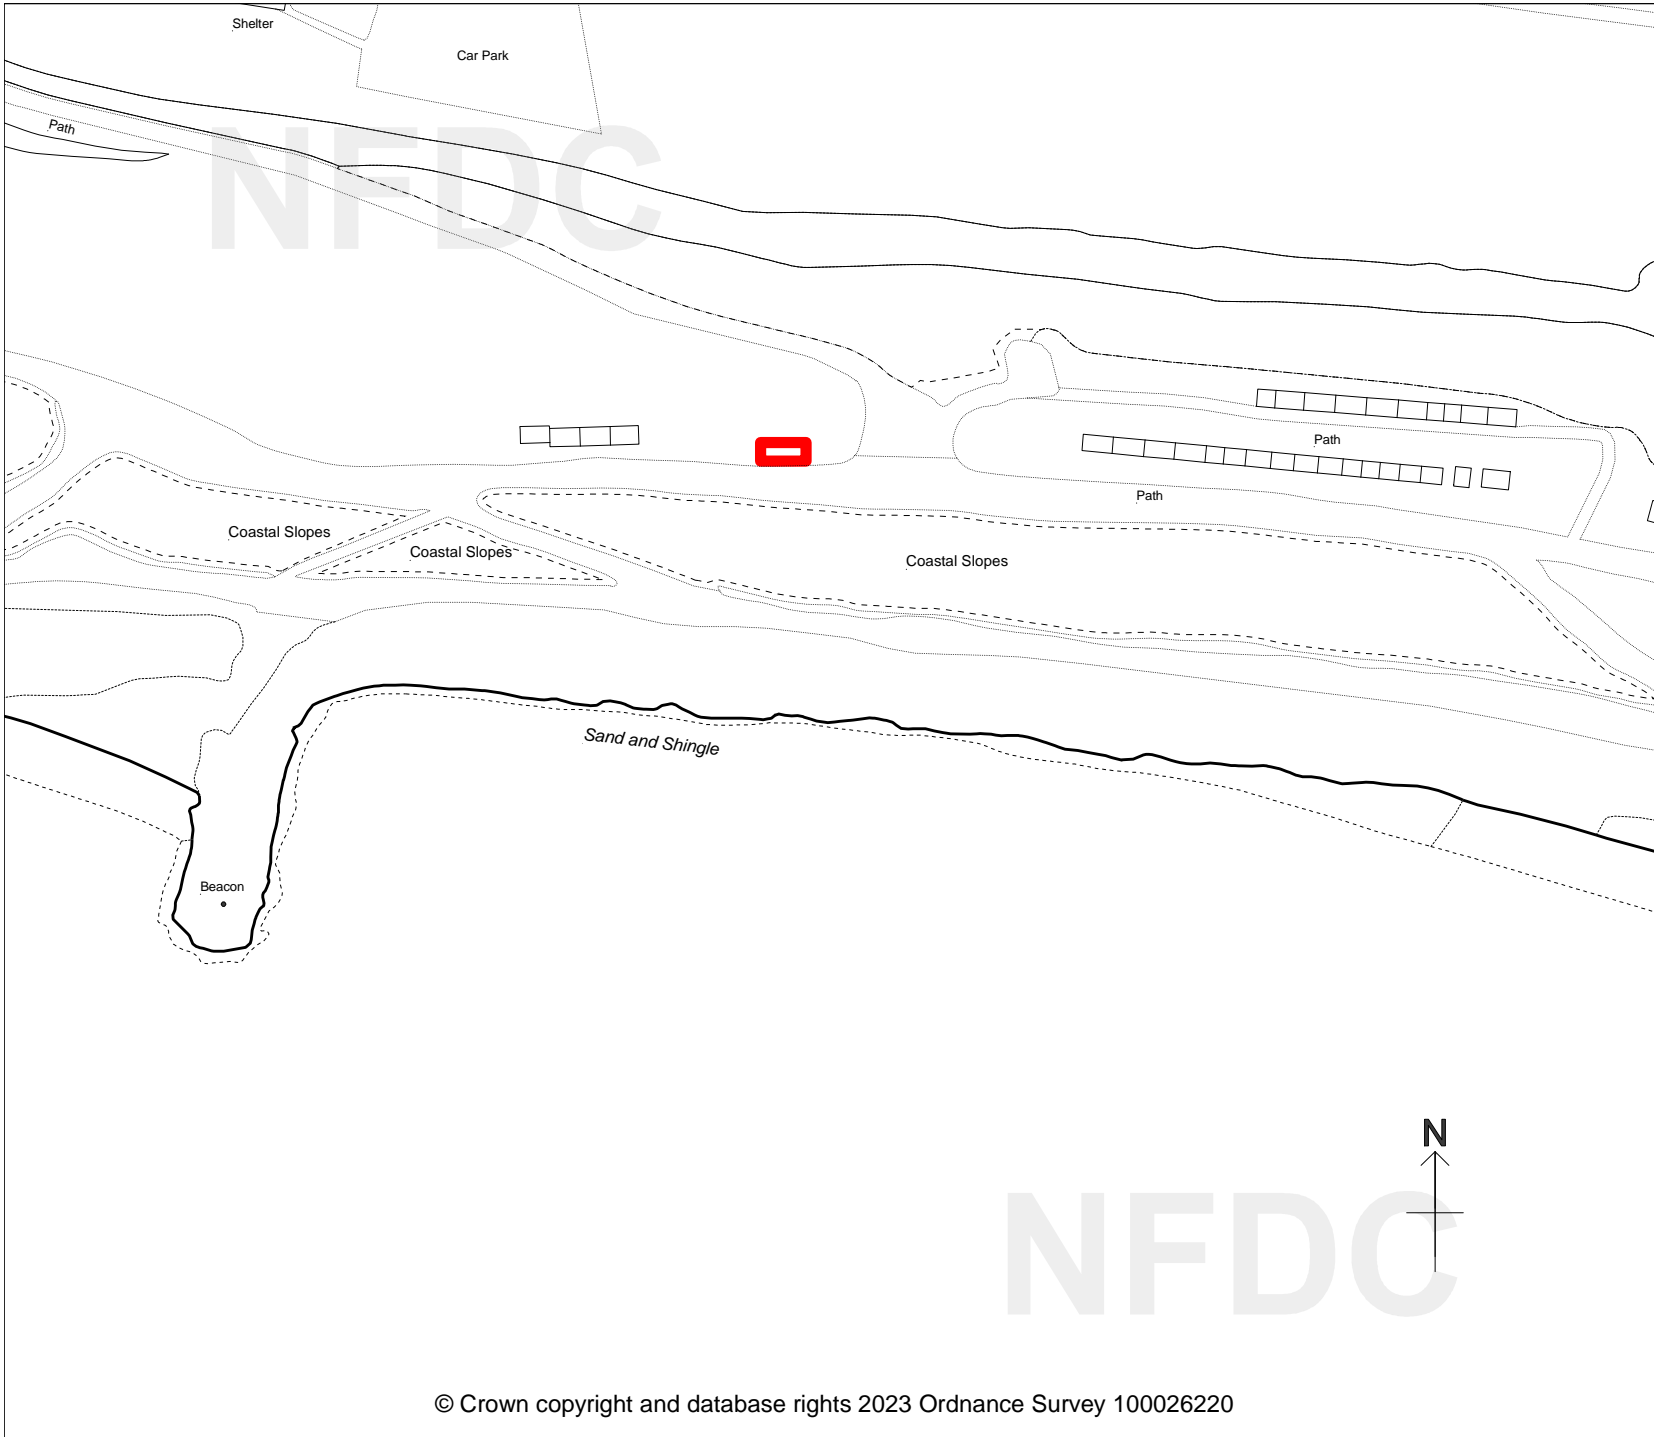 Shelter
Car Park
Path
NFDC
Path
Path
Coastal Slopes
Coastal Slopes
Coastal Slopes
Sand and Shingle
Beacon
N
NFDC
© Crown copyright and database rights 2023 Ordnance Survey 100026220